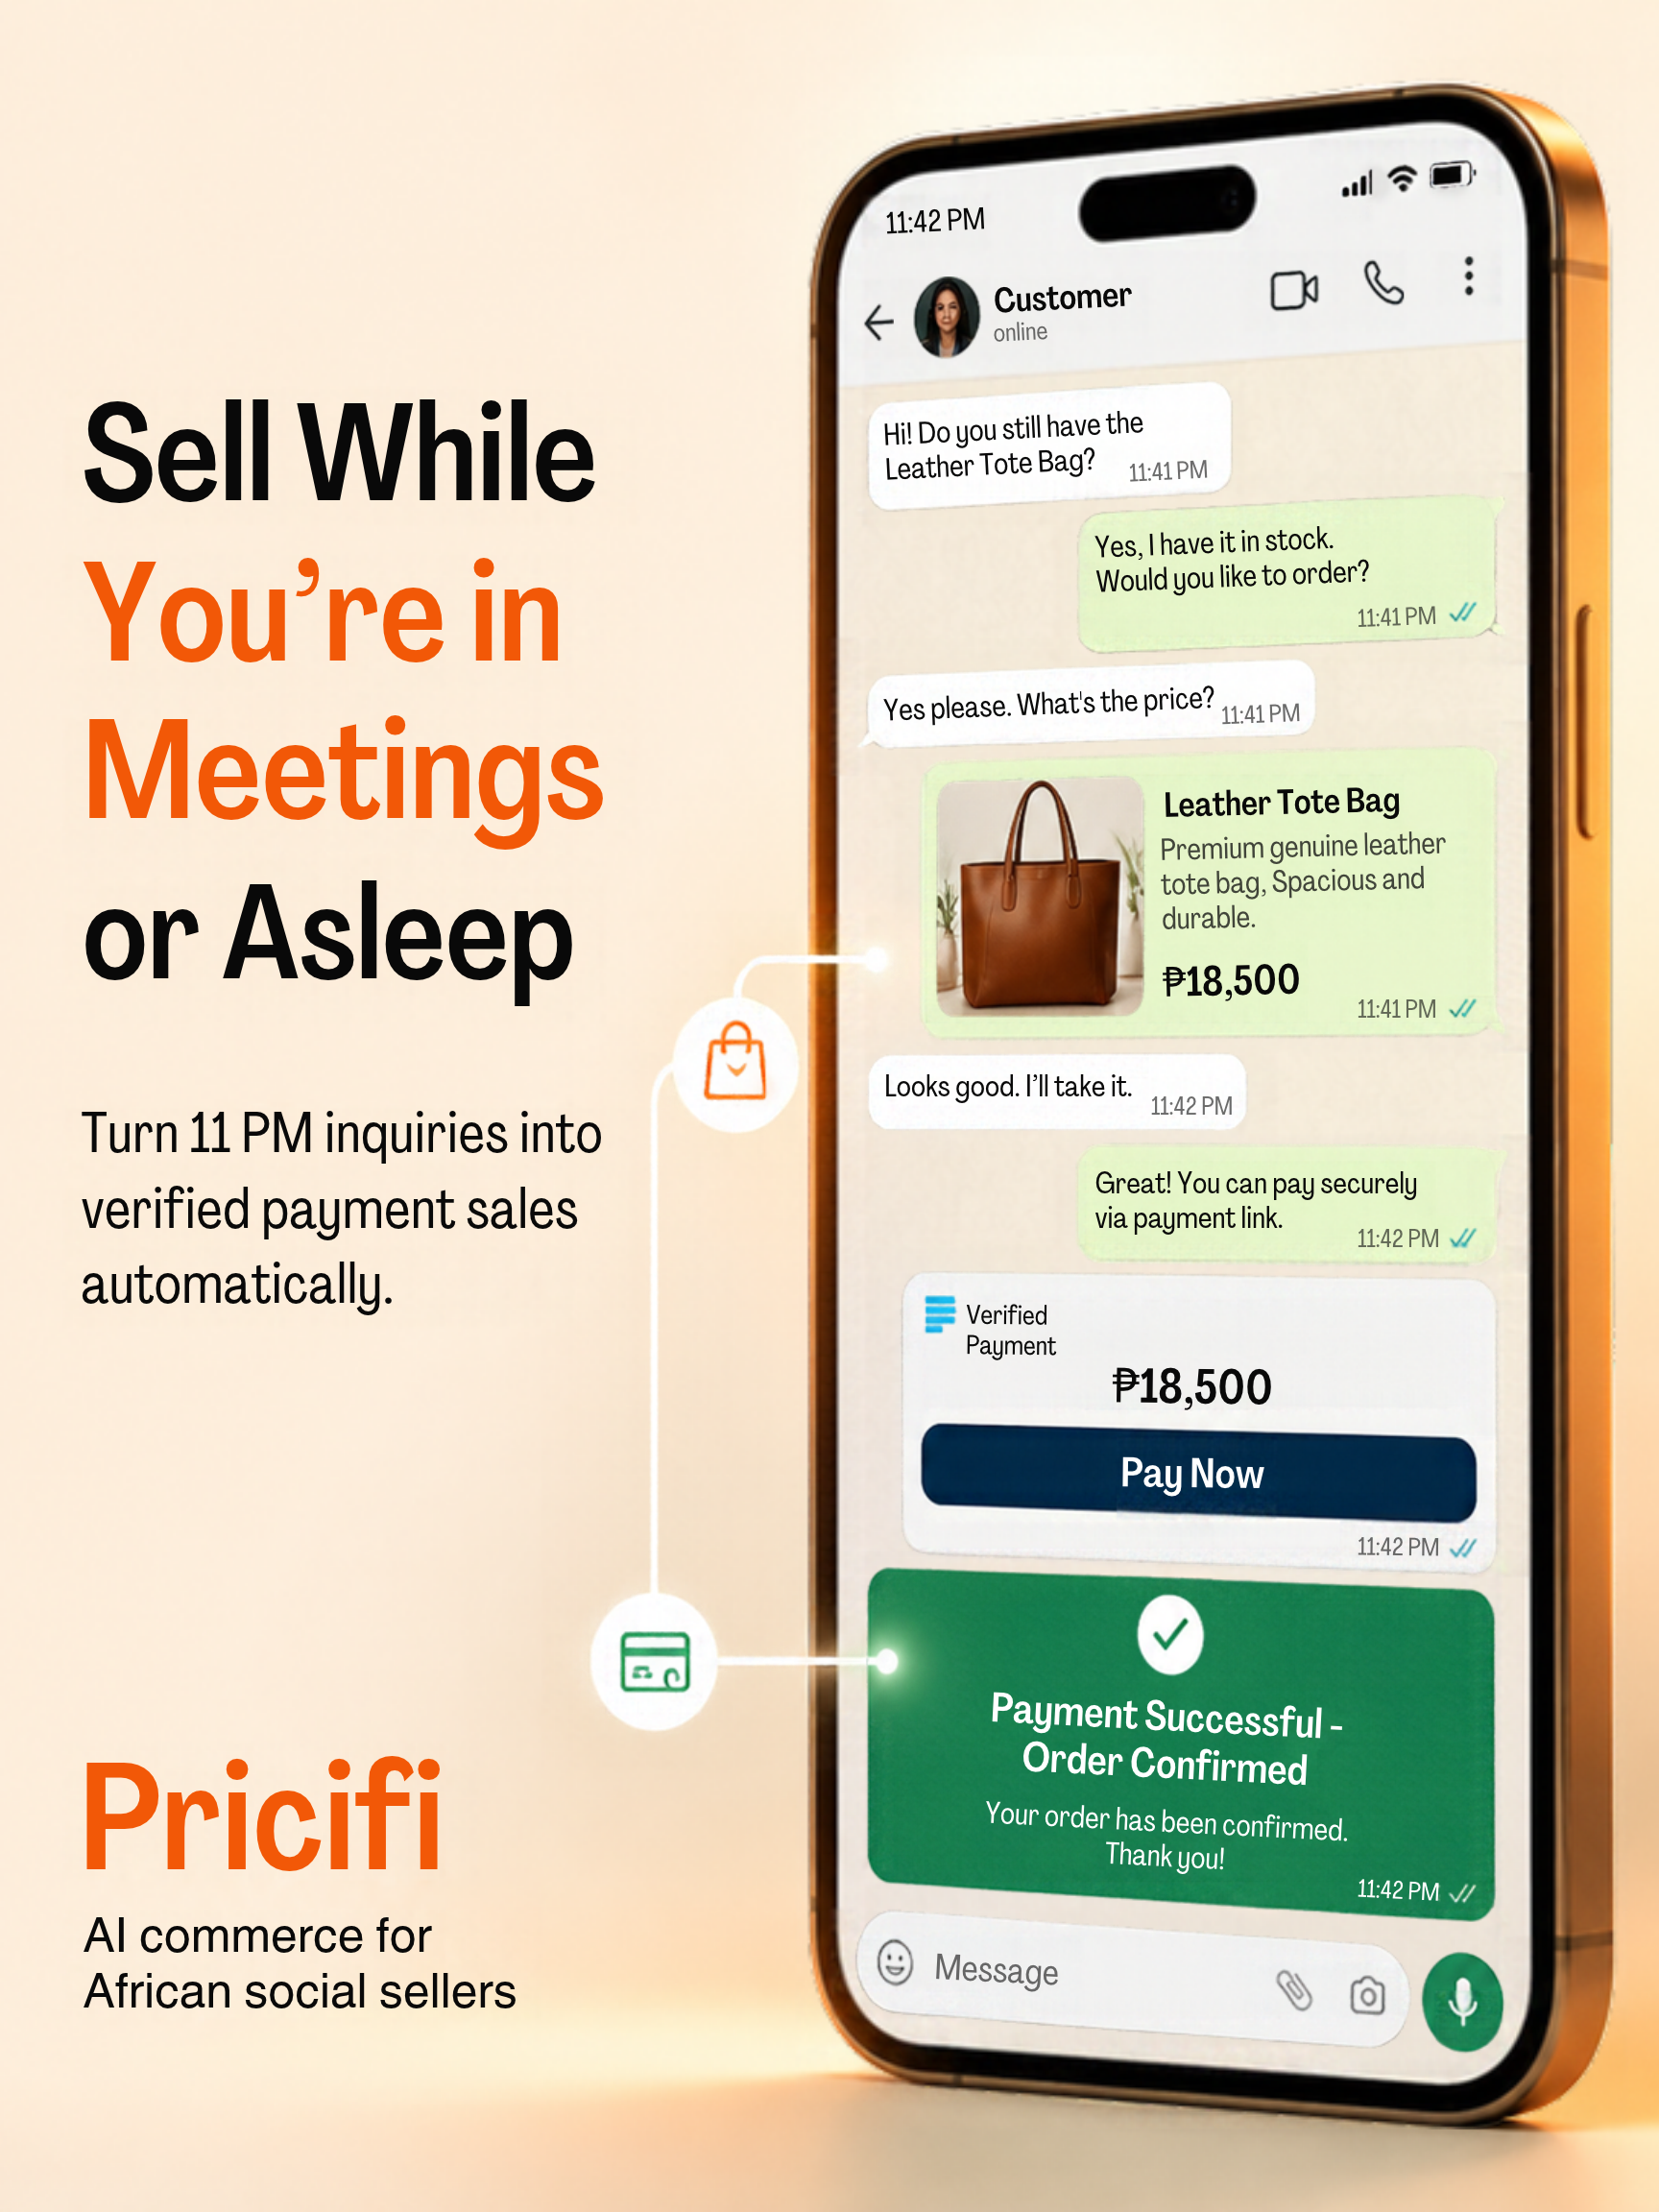 Sell While
You’re in
Meetings
or Asleep
Turn 11 PM inquiries into
verified payment sales
automatically.
Pricifi
AI commerce for
African social sellers
11:42 PM
Customer
online
Hi! Do you still have the
Leather Tote Bag?
11:41 PM
Yes, I have it in stock.
Would you like to order?
11:41 PM
Yes please. What's the price?
11:41 PM
Leather Tote Bag
Premium genuine leather
tote bag, Spacious and
durable.
₱18,500
11:41 PM
Looks good. I’ll take it.
11:42 PM
Great! You can pay securely
via payment link.
11:42 PM
Verified
Payment
₱18,500
Pay Now
11:42 PM
Payment Successful -
Order Confirmed
Your order has been confirmed.
Thank you!
11:42 PM
Message